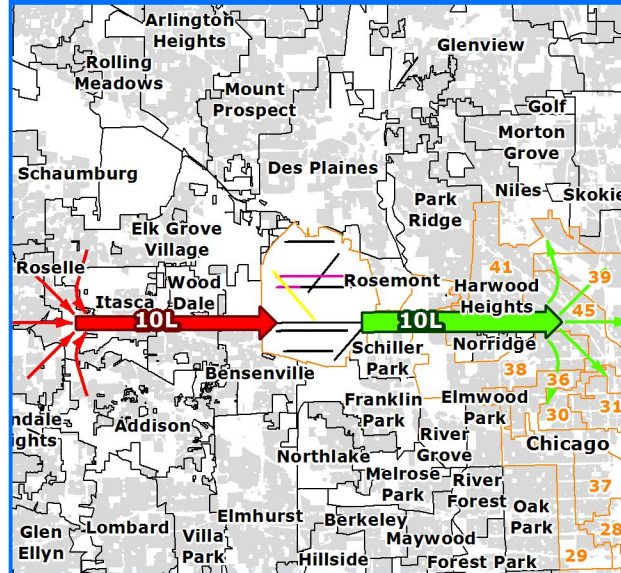 Arlington
Heights
Glenview
Rolling
Meadows
Mount
Prospect
Golf
Morton
Grove
Des Plaines
Schaumburg
Niles
Skokie
Park
Ridge
Elk Grove
Village
Roselle
41
39
Wood
Dale
Rosemont
Harwood
Heights
Itasca
45
10L
10L
Norridge
Schiller
Park
38
36
Bensenville
Franklin
Park
Elmwood
Park
30
31
ndale
ghts
Addison
River
Grove
Chicago
Northlake
Melrose
Park
River
Forest
37
Oak
Park
Elmhurst
Berkeley
28
Glen
Ellyn
Lombard
Villa
Park
Maywood
Hillside
Forest Park
29